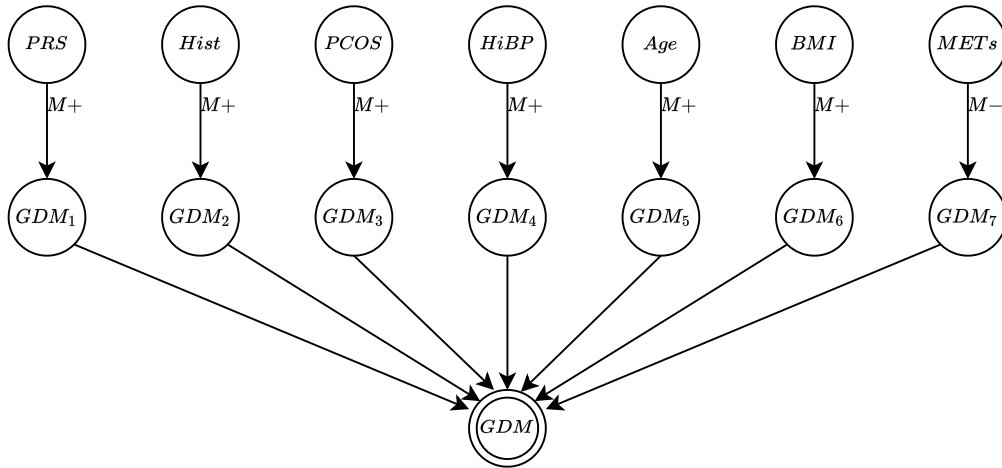 PRS Hist PCOS HiBP Age BMI METs
M+ M+ M+ M+ M+ M+ M−
GDM₁ GDM₂ GDM₃ GDM₄ GDM₅ GDM₆ GDM₇
GDM